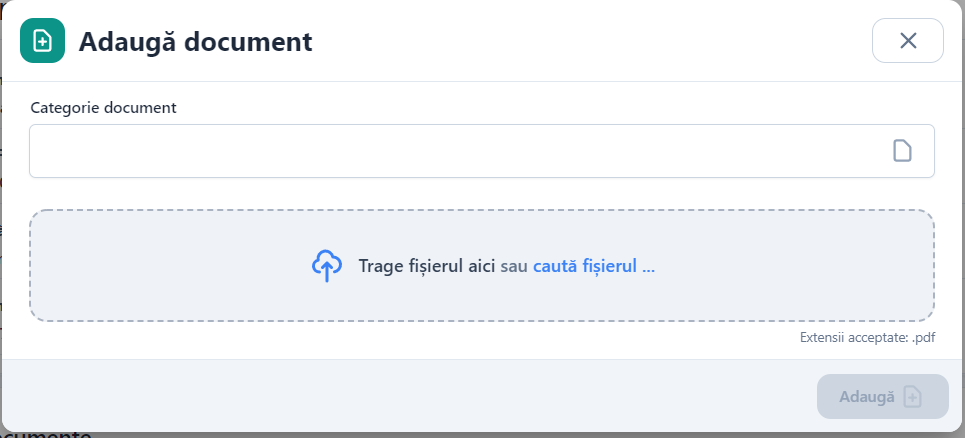 Adaugă document
Categorie document
Trage fișierul aici sau caută fișierul ...
Extensii acceptate: .pdf
Adaugă